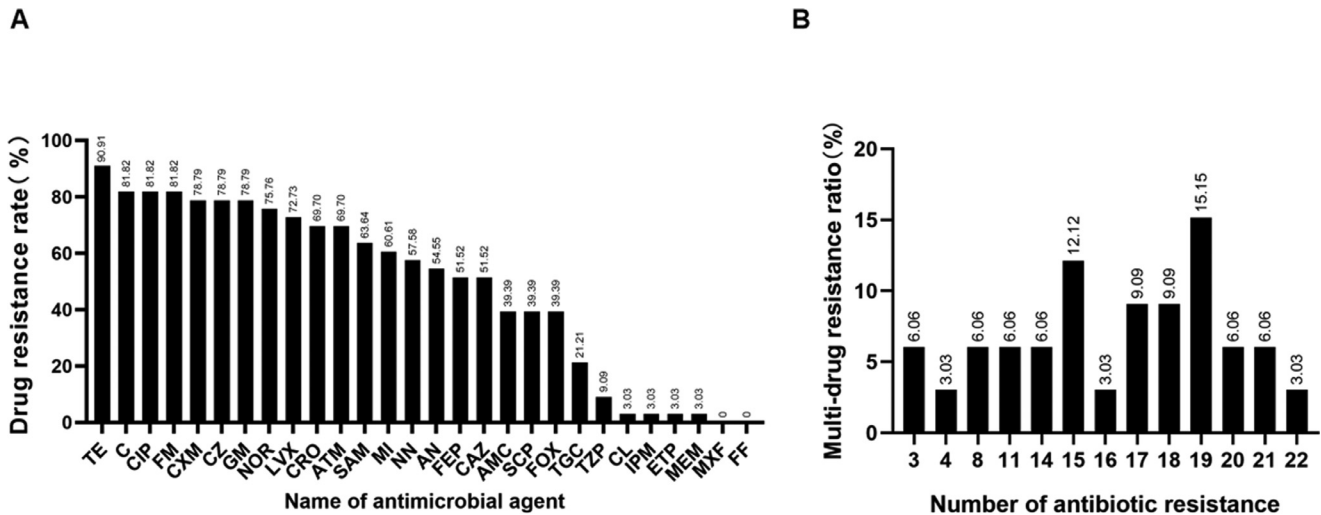 A
B
Drug resistance rate( %)
100
80
60
40
20
0
90.91
81.82
81.82
81.82
78.79
78.79
78.79
75.76
72.73
69.70
69.70
63.64
60.61
57.58
54.55
51.52
51.52
39.39
39.39
39.39
21.21
9.09
3.03
3.03
3.03
3.03
0
0
TE
C
CIP
FM
CXM
CZ
GM
NOR
LVX
CRO
ATM
SAM
MI
NN
AN
FEP
CAZ
AMC
SCP
FOX
TGC
TZP
CL
IPM
ETP
MEM
MXF
FF
Name of antimicrobial agent
Multi-drug resistance ratio(%)
20
15
10
5
0
6.06
3.03
6.06
6.06
6.06
12.12
3.03
9.09
9.09
15.15
6.06
6.06
3.03
3 4 8 11 14 15 16 17 18 19 20 21 22
Number of antibiotic resistance